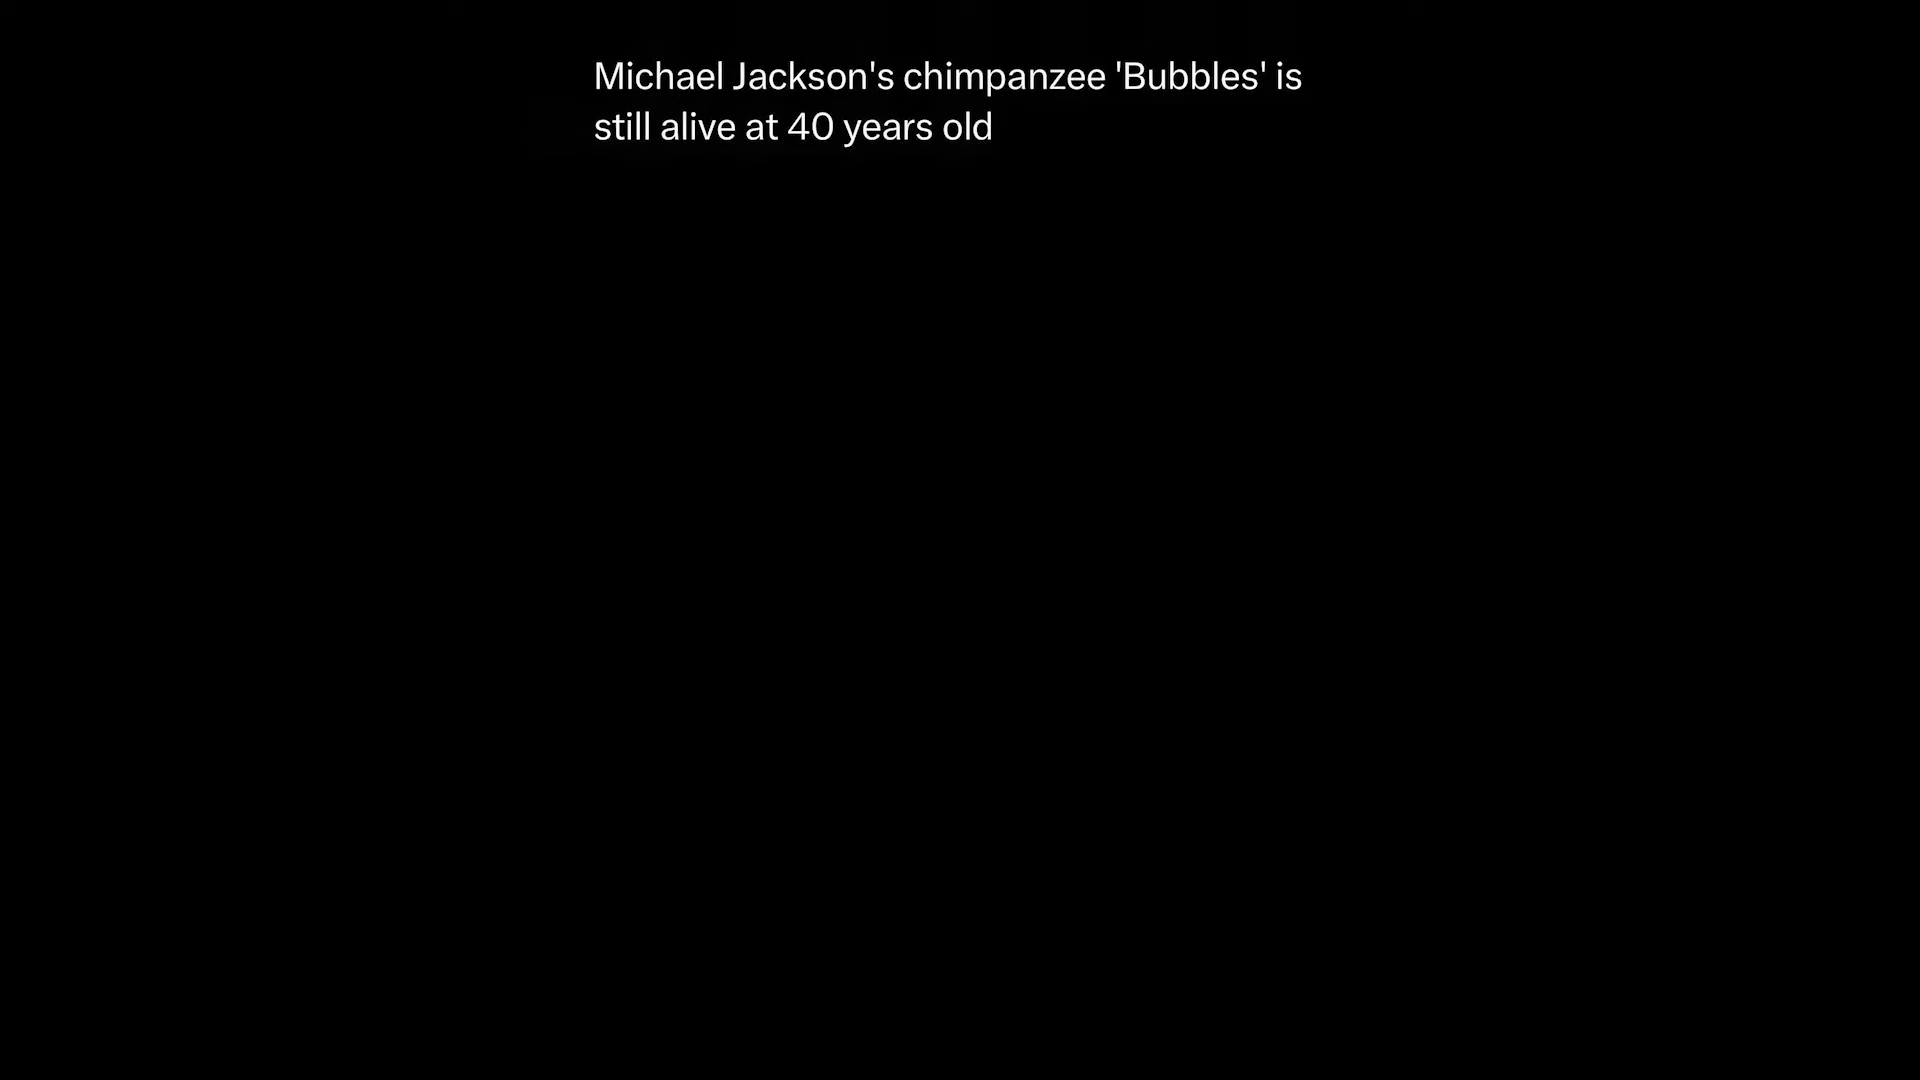 Michael Jackson's chimpanzee 'Bubbles' is
still alive at 40 years old